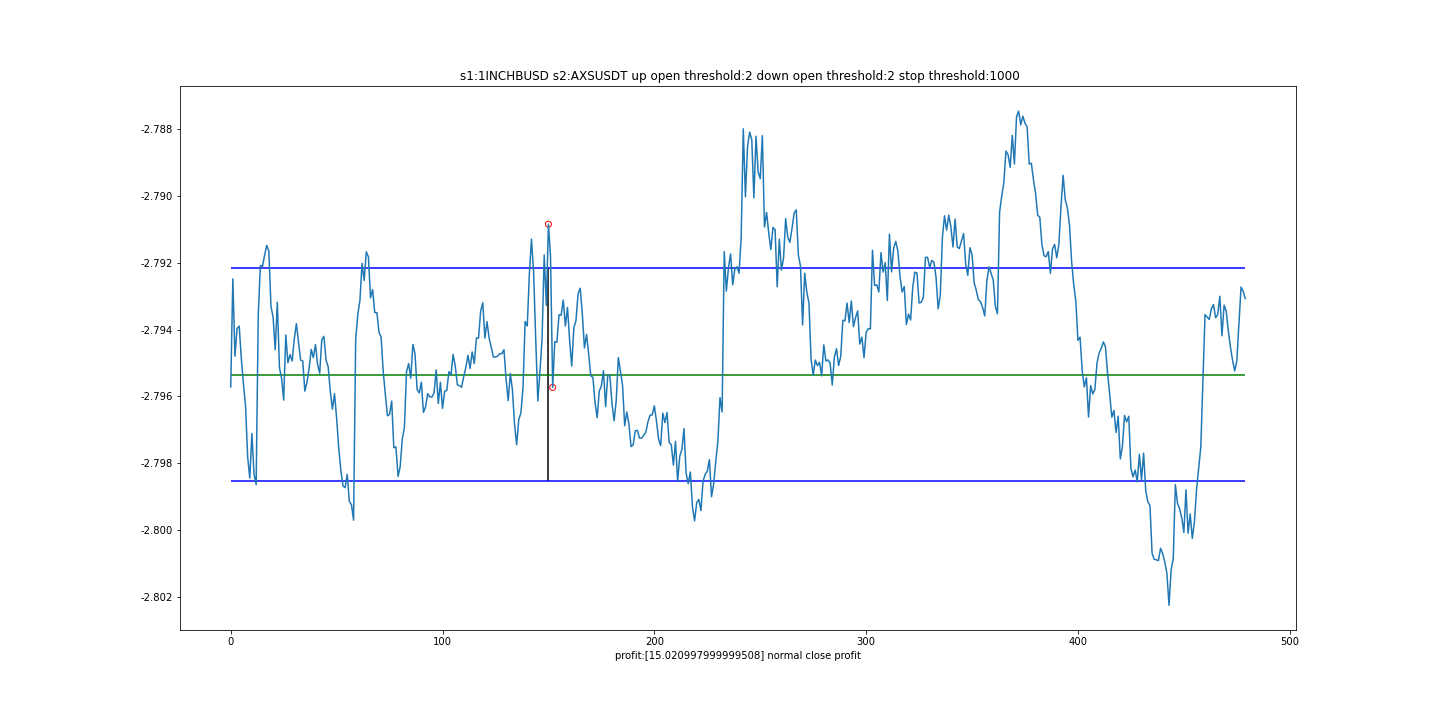 s1:1INCHBUSD s2:AXSUSDT up open threshold:2 down open threshold:2 stop threshold:1000
-2.788
-2.790
-2.792
-2.794
-2.796
-2.798
-2.800
-2.802
0 100 200 300 400 500
profit:[15.020997999999508] normal close profit